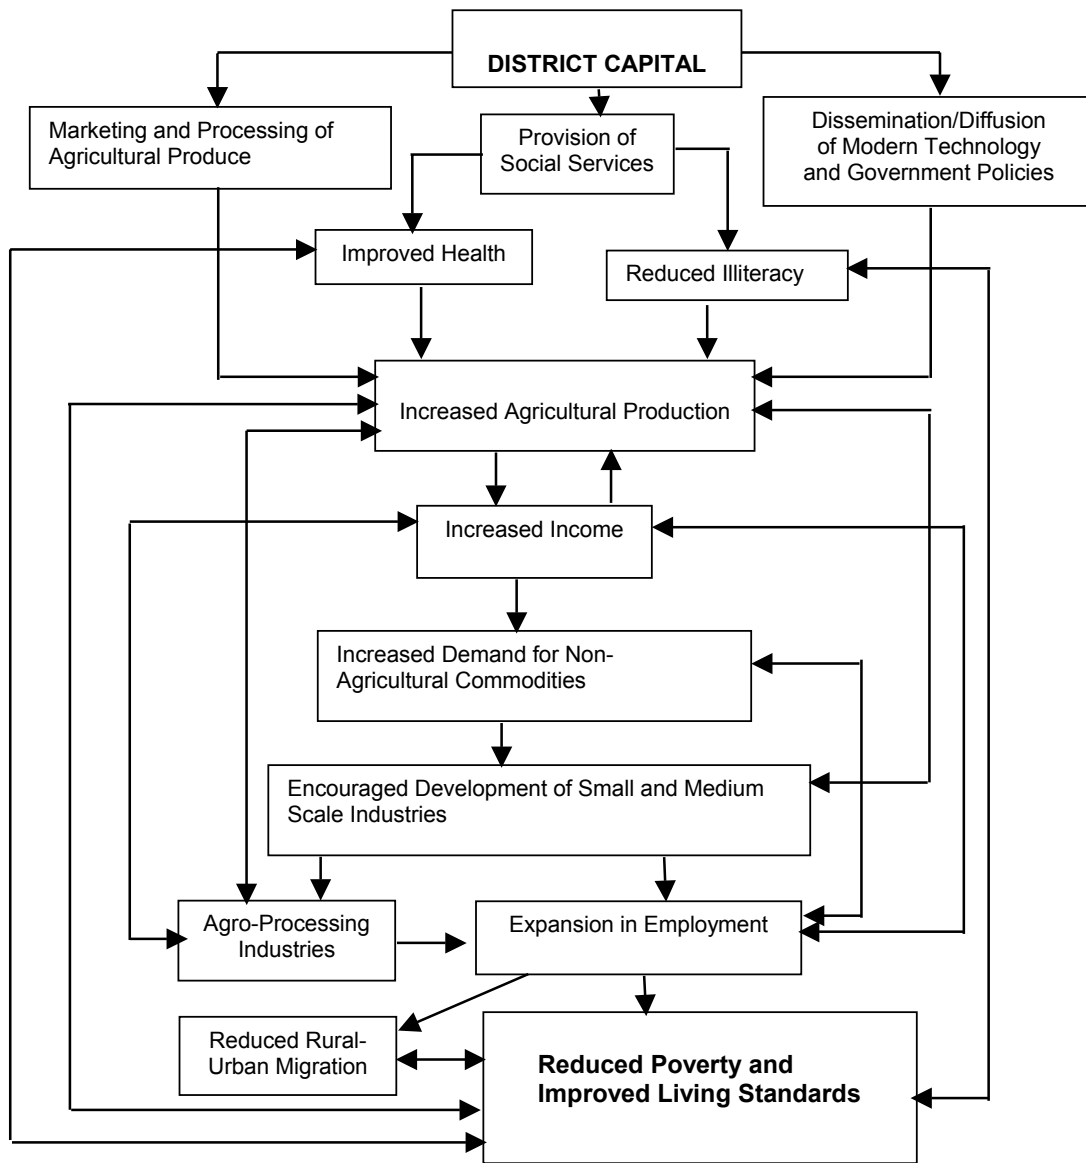 DISTRICT CAPITAL
Marketing and Processing of
Agricultural Produce
Provision of
Social Services
Dissemination/Diffusion
of Modern Technology
and Government Policies
Improved Health
Reduced Illiteracy
Increased Agricultural Production
Increased Income
Increased Demand for Non-
Agricultural Commodities
Encouraged Development of Small and Medium
Scale Industries
Agro-Processing
Industries
Expansion in Employment
Reduced Rural-
Urban Migration
Reduced Poverty and
Improved Living Standards